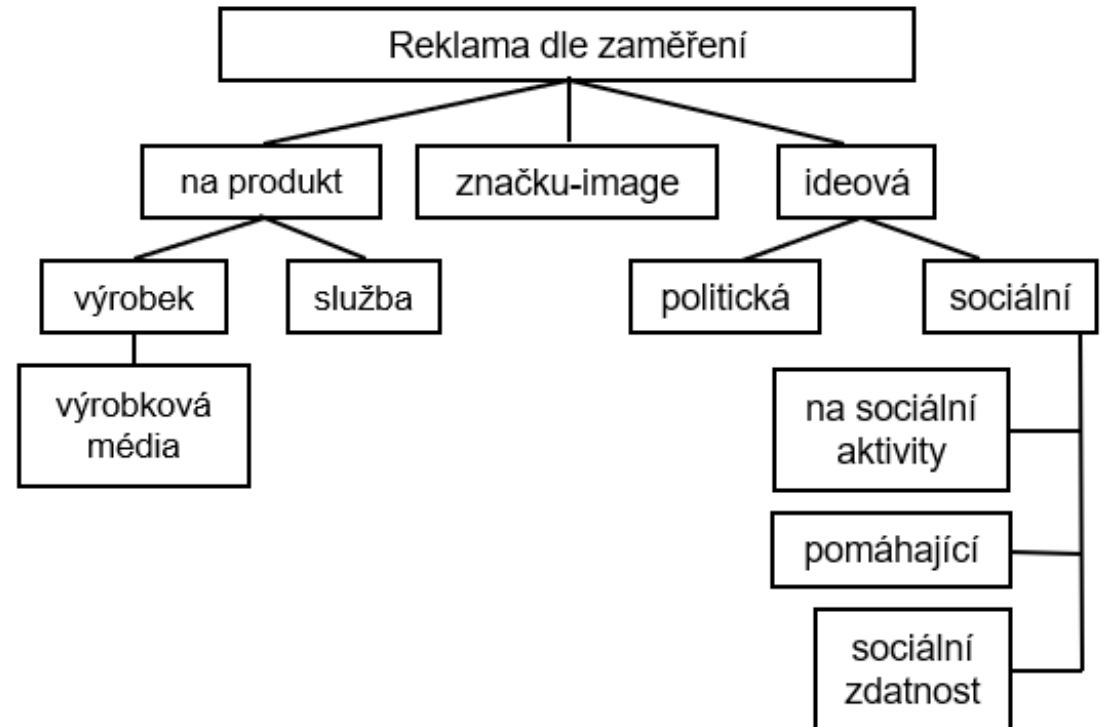 Reklama dle zaměření
na produkt
značku-image
ideová
výrobek
služba
politická
sociální
výrobková
média
na sociální
aktivity
pomáhající
sociální
zdatnost